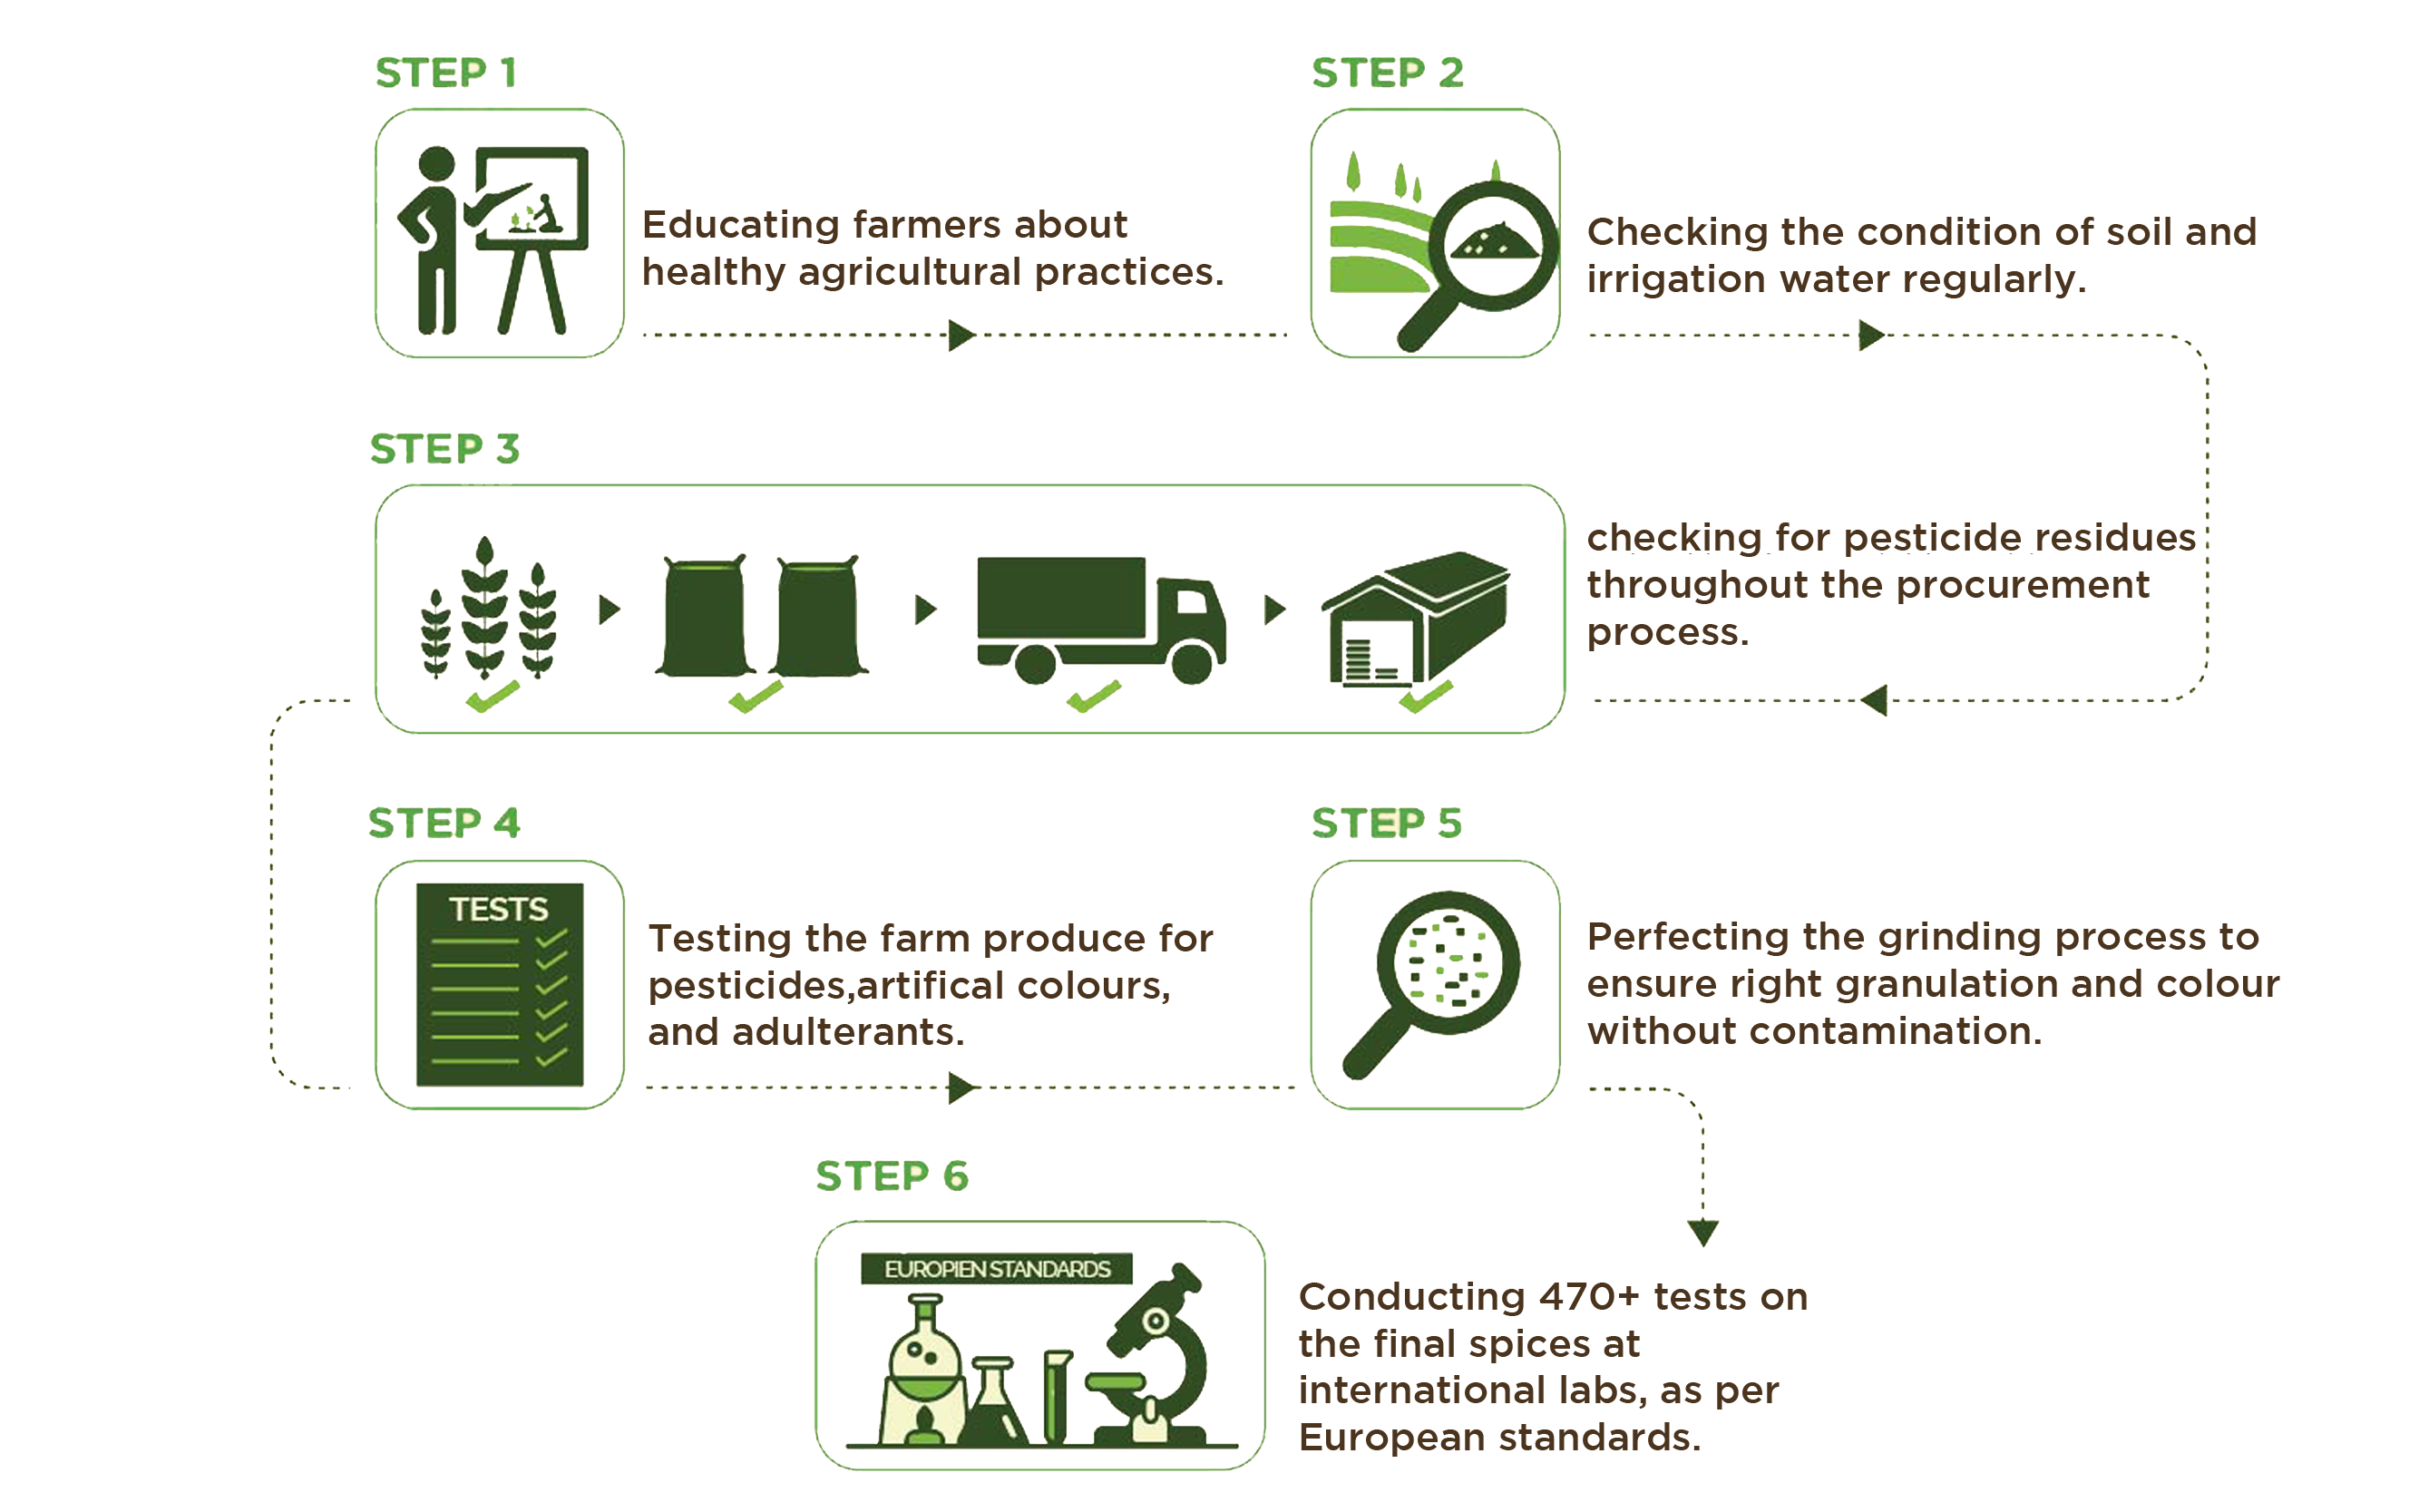 STEP 1
Educating farmers about
healthy agricultural practices.
STEP 2
Checking the condition of soil and
irrigation water regularly.
STEP 3
checking for pesticide residues
throughout the procurement
process.
STEP 4
TESTS
Testing the farm produce for
pesticides,artifical colours,
and adulterants.
STEP 5
Perfecting the grinding process to
ensure right granulation and colour
without contamination.
STEP 6
EUROPIEN STANDARDS
Conducting 470+ tests on
the final spices at
international labs, as per
European standards.